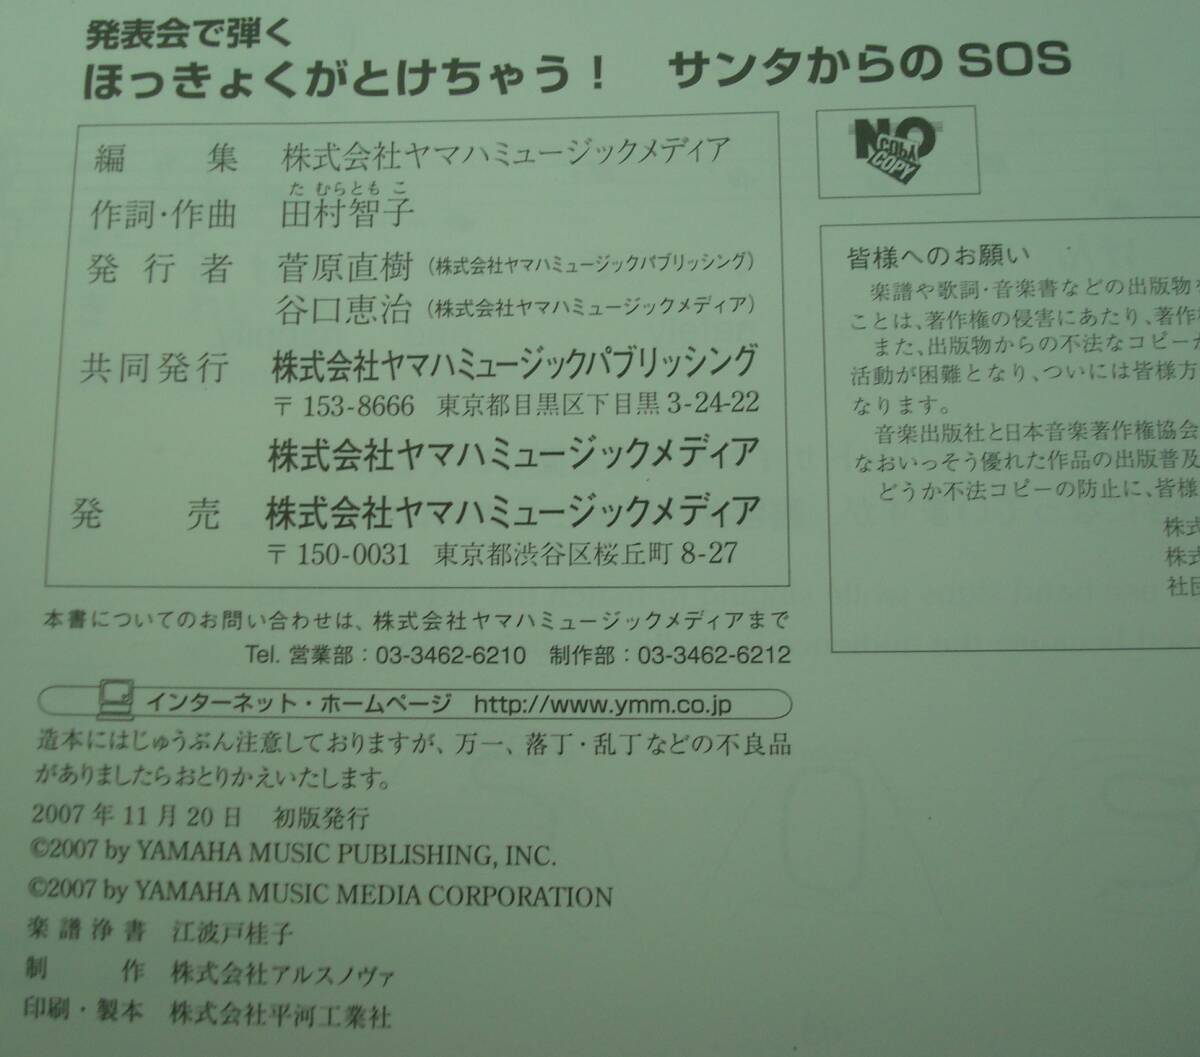 発表会で弾く
ほっきょくがとけちゃう！　サンタからのSOS
編　集　株式会社ヤマハミュージックメディア
た むらとも こ
作詞・作曲　田村智子
発 行 者　菅原直樹（株式会社ヤマハミュージックパブリッシング）
谷口恵治（株式会社ヤマハミュージックメディア）
共同発行　株式会社ヤマハミュージックパブリッシング
〒153-8666　東京都目黒区下目黒3-24-22
株式会社ヤマハミュージックメディア
発　売　株式会社ヤマハミュージックメディア
〒150-0031　東京都渋谷区桜丘町8-27
本書についてのお問い合わせは、株式会社ヤマハミュージックメディアまで
Tel. 営業部：03-3462-6210　制作部：03-3462-6212
インターネット・ホームページ　http://www.ymm.co.jp
造本にはじゅうぶん注意しておりますが、万一、落丁・乱丁などの不良品
がありましたらおとりかえいたします。
2007年11月20日　初版発行
©2007 by YAMAHA MUSIC PUBLISHING, INC.
©2007 by YAMAHA MUSIC MEDIA CORPORATION
楽譜浄書　江波戸桂子
制　作　株式会社アルスノヴァ
印刷・製本　株式会社平河工業社
NO
COPY
COPY
皆様へのお願い
楽譜や歌詞・音楽書などの出版物を
ことは、著作権の侵害にあたり、著作権
また、出版物からの不法なコピーが
活動が困難となり、ついには皆様方
なります。
音楽出版社と日本音楽著作権協会
なおいっそう優れた作品の出版普及
どうか不法コピーの防止に、皆様
株式
株式
社団